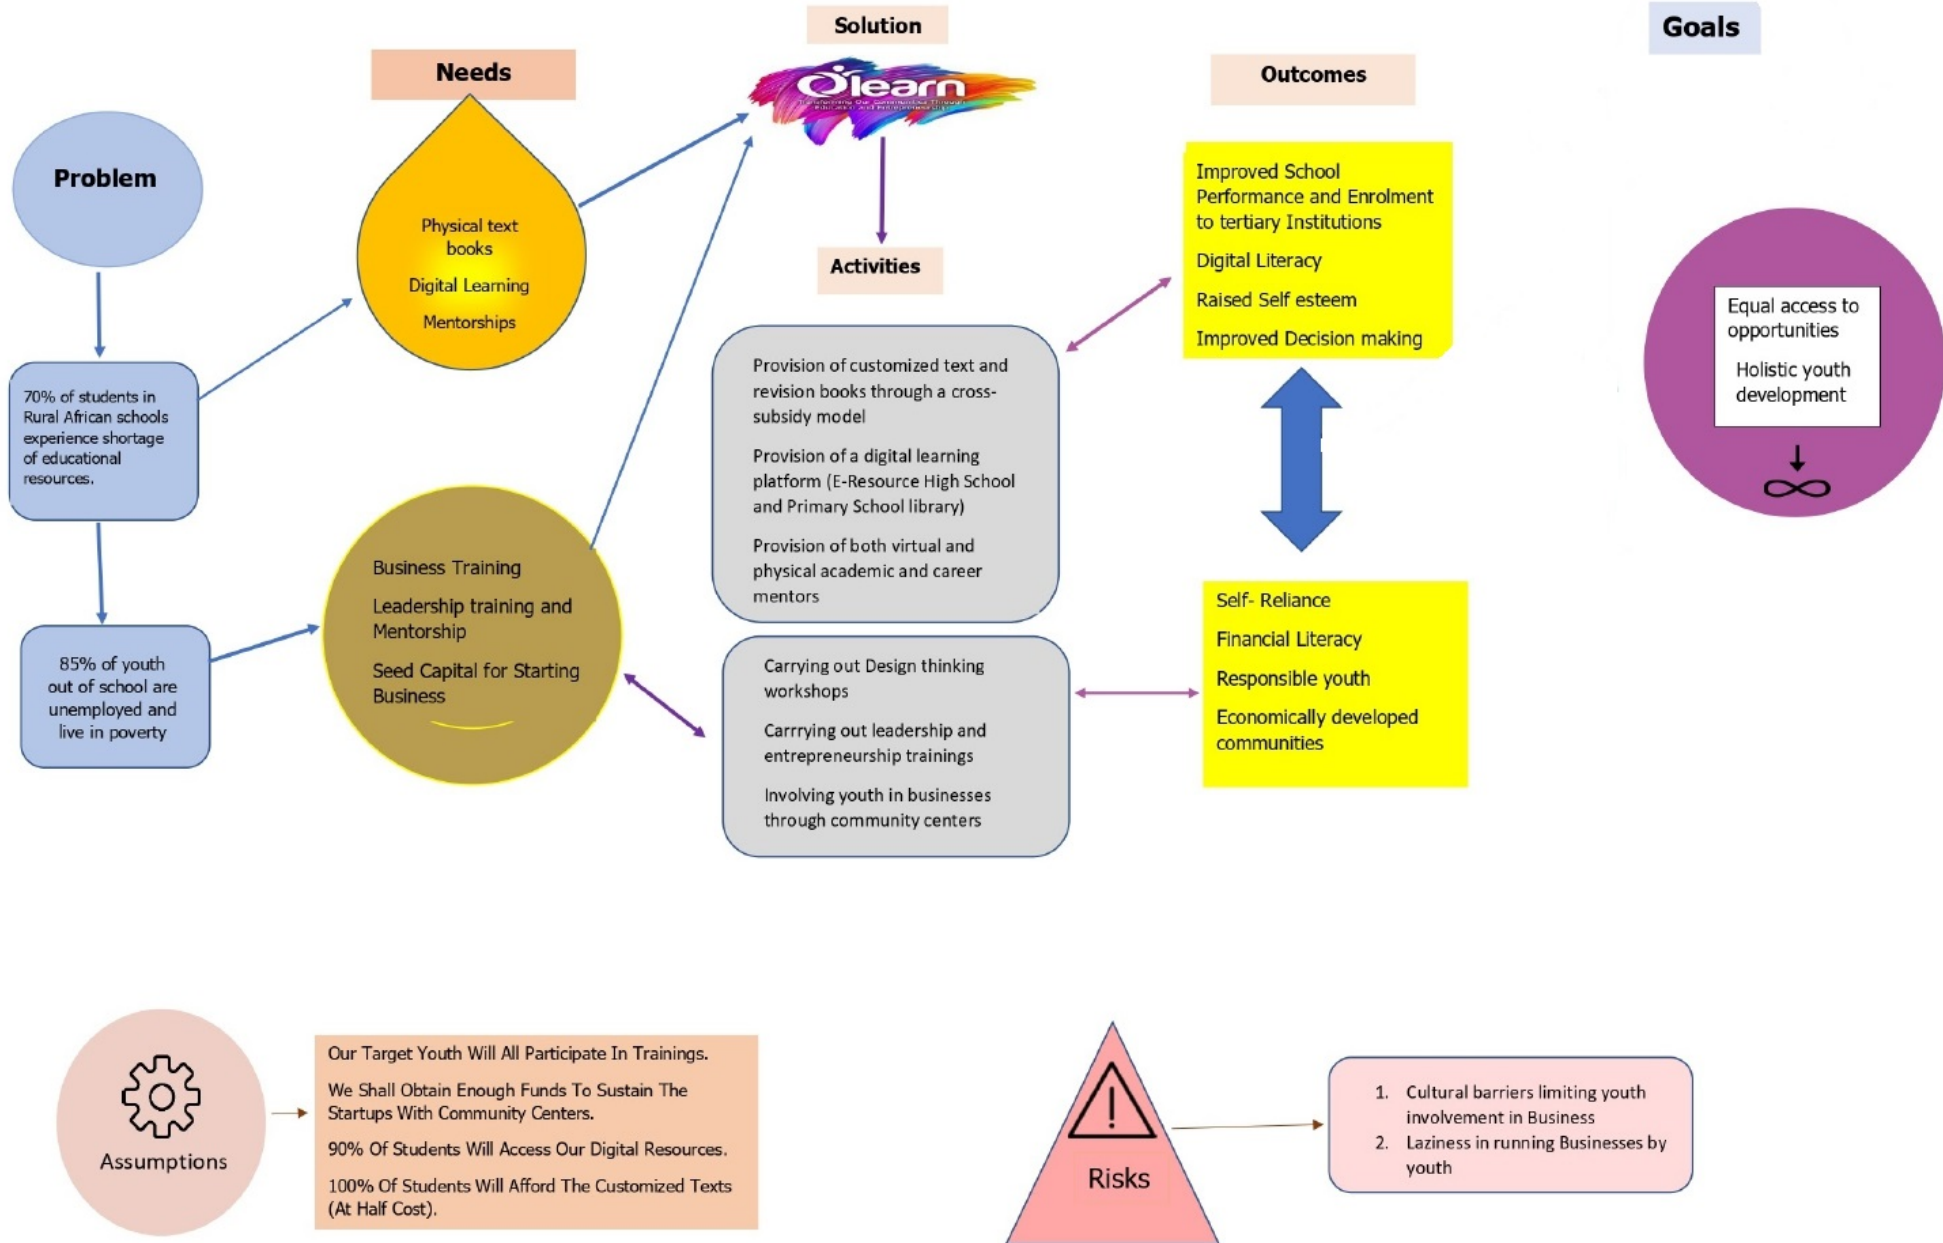 Problem
70% of students in
Rural African schools
experience shortage
of educational
resources.
85% of youth
out of school are
unemployed and
live in poverty
Needs
Physical text
books
Digital Learning
Mentorships
Business Training
Leadership training and
Mentorship
Seed Capital for Starting
Business
Solution
O'learn
Transforming Our Communities Through
Education and Entrepreneurship
Activities
Provision of customized text and
revision books through a cross-
subsidy model
Provision of a digital learning
platform (E-Resource High School
and Primary School library)
Provision of both virtual and
physical academic and career
mentors
Carrying out Design thinking
workshops
Carrrying out leadership and
entrepreneurship trainings
Involving youth in businesses
through community centers
Outcomes
Improved School
Performance and Enrolment
to tertiary Institutions
Digital Literacy
Raised Self esteem
Improved Decision making
Self- Reliance
Financial Literacy
Responsible youth
Economically developed
communities
Goals
Equal access to
opportunities
Holistic youth
development
Assumptions
Our Target Youth Will All Participate In Trainings.
We Shall Obtain Enough Funds To Sustain The
Startups With Community Centers.
90% Of Students Will Access Our Digital Resources.
100% Of Students Will Afford The Customized Texts
(At Half Cost).
Risks
1. Cultural barriers limiting youth
involvement in Business
2. Laziness in running Businesses by
youth